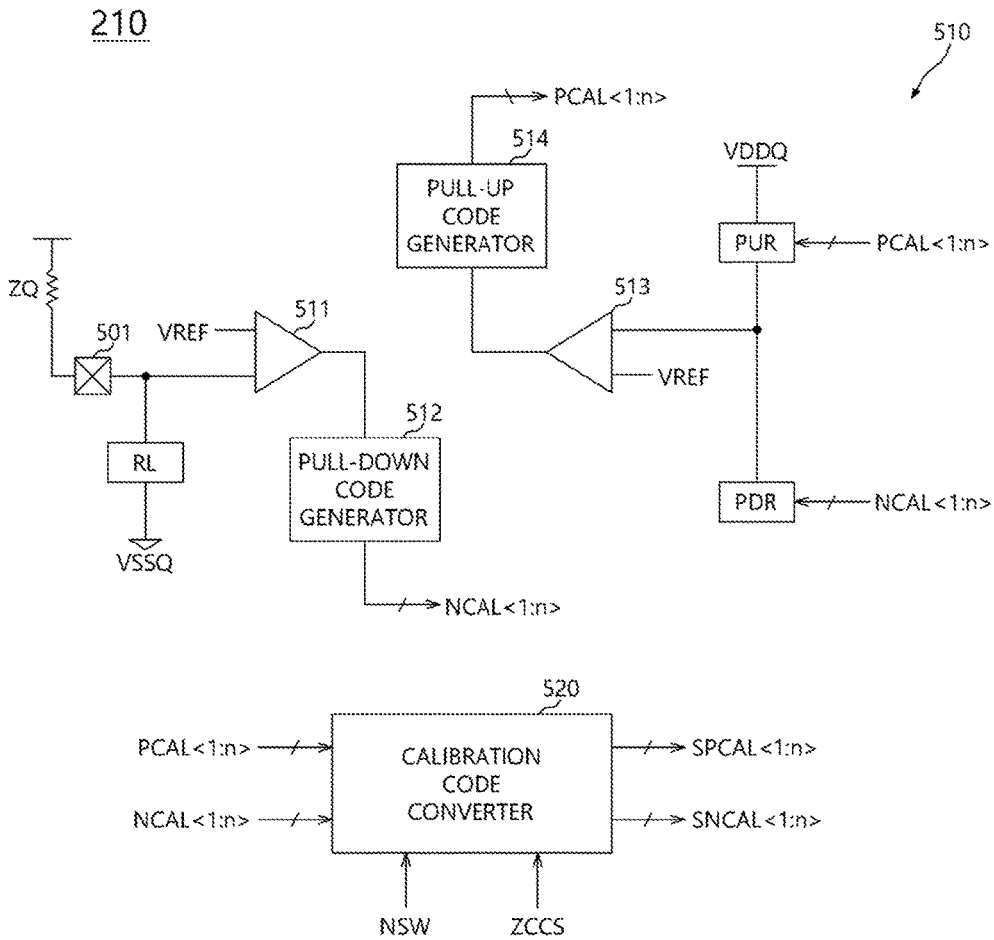 210
510
PCAL<1:n>
514
PULL-UP
CODE
GENERATOR
VDDQ
PUR
PCAL<1:n>
ZQ
501
VREF
511
513
VREF
RL
VSSQ
512
PULL-DOWN
CODE
GENERATOR
PDR
NCAL<1:n>
NCAL<1:n>
520
PCAL<1:n>
NCAL<1:n>
CALIBRATION
CODE
CONVERTER
SPCAL<1:n>
SNCAL<1:n>
NSW
ZCCS